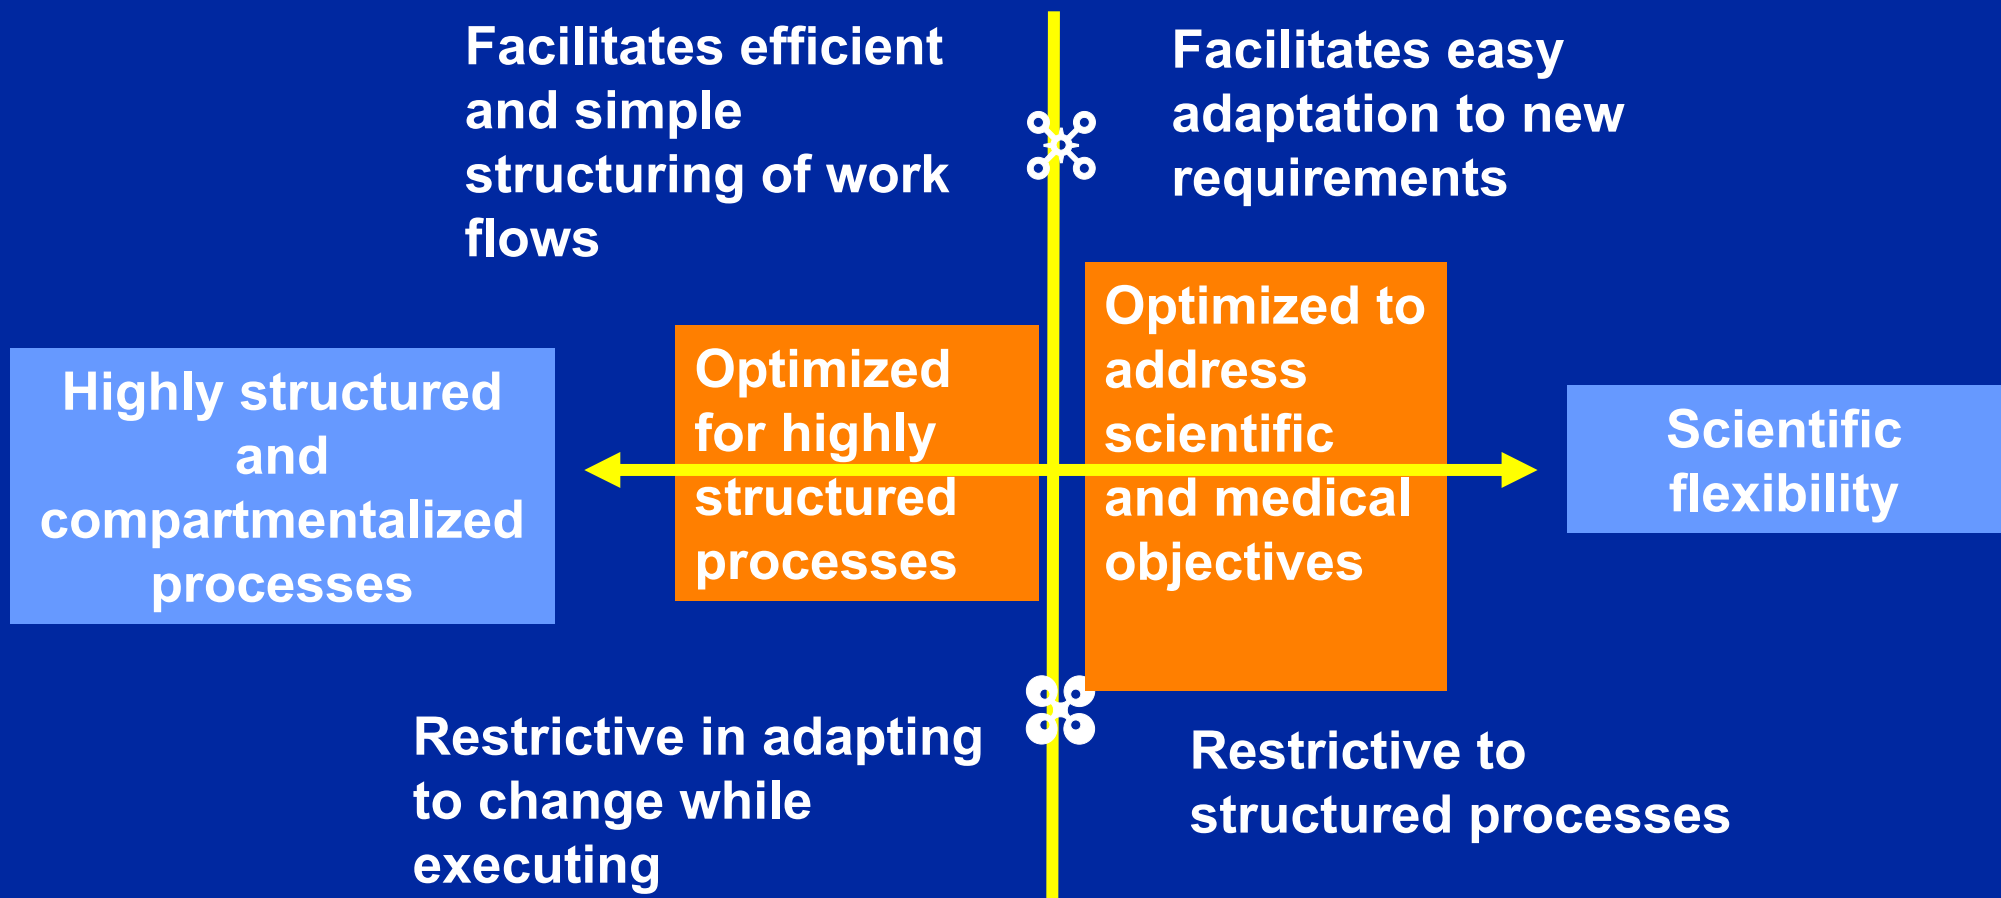 Facilitates efficient
and simple
structuring of work
flows
Facilitates easy
adaptation to new
requirements
Highly structured
and
compartmentalized
processes
Optimized
for highly
structured
processes
Optimized to
address
scientific
and medical
objectives
Scientific
flexibility
Restrictive in adapting
to change while
executing
Restrictive to
structured processes